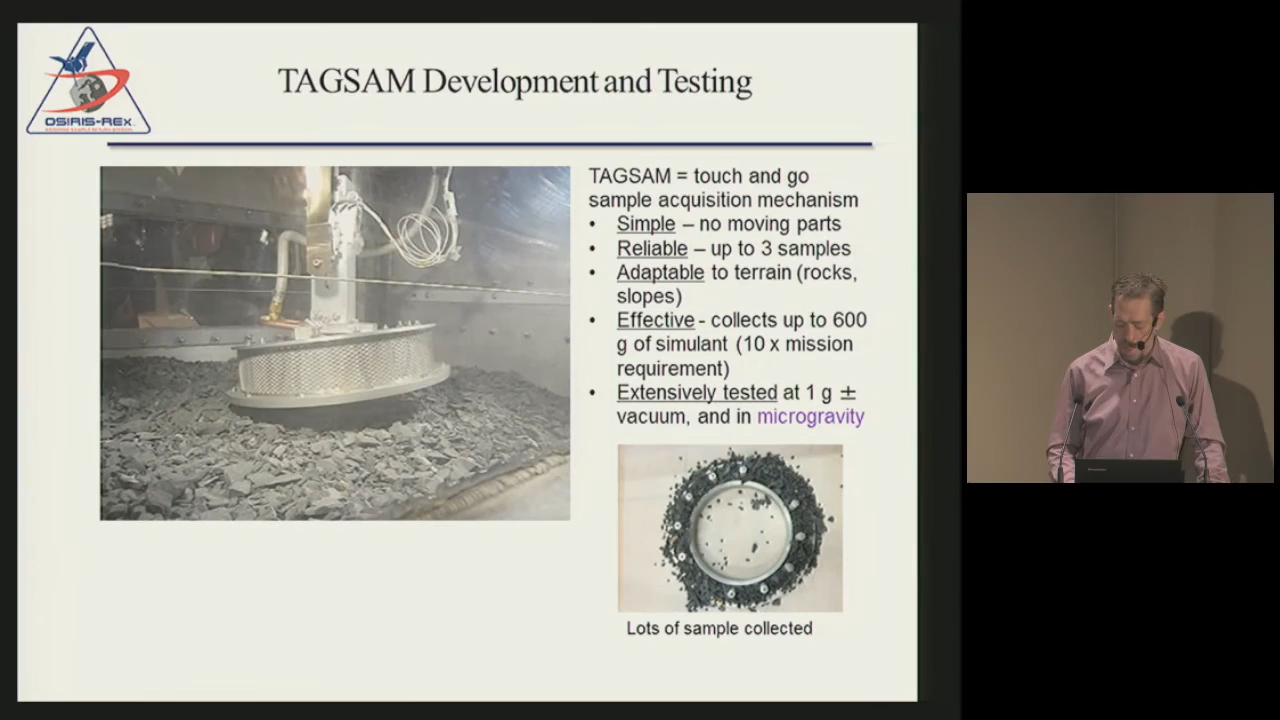 TAGSAM Development and Testing
OSIRIS-REx
TAGSAM = touch and go
sample acquisition mechanism
• Simple – no moving parts
• Reliable – up to 3 samples
• Adaptable to terrain (rocks,
slopes)
• Effective - collects up to 600
g of simulant (10 x mission
requirement)
• Extensively tested at 1 g ±
vacuum, and in microgravity
Lots of sample collected